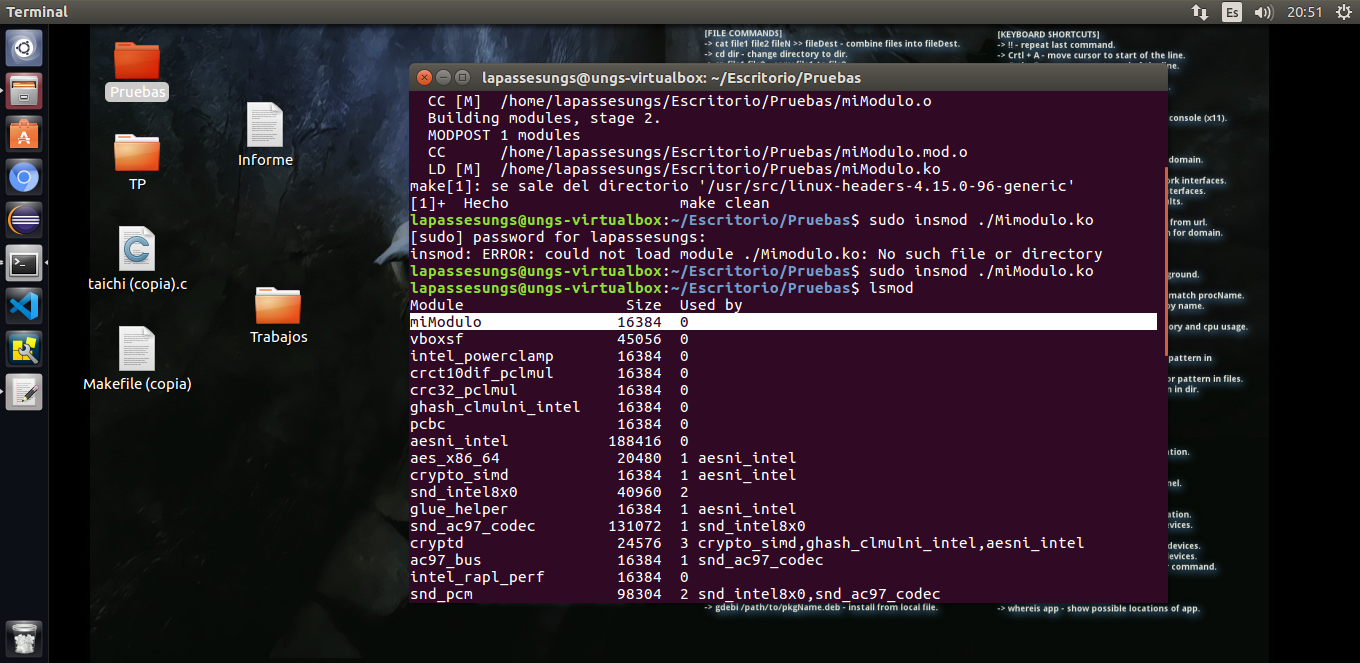 Terminal
Es
20:51
Pruebas
TP
taichi (copia).c
Makefile (copia)
Informe
Trabajos
[FILE COMMANDS]
-> cat file1 file2 fileN >> fileDest - combine files into fileDest.
-> cd dir - change directory to dir.
[KEYBOARD SHORTCUTS]
-> !! - repeat last command.
-> Crtl + A - move cursor to start of the line.
lapassesungs@ungs-virtualbox: ~/Escritorio/Pruebas
  CC [M]  /home/lapassesungs/Escritorio/Pruebas/miModulo.o
  Building modules, stage 2.
  MODPOST 1 modules
  CC      /home/lapassesungs/Escritorio/Pruebas/miModulo.mod.o
  LD [M]  /home/lapassesungs/Escritorio/Pruebas/miModulo.ko
make[1]: se sale del directorio '/usr/src/linux-headers-4.15.0-96-generic'
[1]+  Hecho                   make clean
lapassesungs@ungs-virtualbox:~/Escritorio/Pruebas$ sudo insmod ./Mimodulo.ko
[sudo] password for lapassesungs:
insmod: ERROR: could not load module ./Mimodulo.ko: No such file or directory
lapassesungs@ungs-virtualbox:~/Escritorio/Pruebas$ sudo insmod ./miModulo.ko
lapassesungs@ungs-virtualbox:~/Escritorio/Pruebas$ lsmod
Module                  Size  Used by
miModulo               16384  0
vboxsf                 45056  0
intel_powerclamp       16384  0
crct10dif_pclmul       16384  0
crc32_pclmul           16384  0
ghash_clmulni_intel    16384  0
pcbc                   16384  0
aesni_intel           188416  0
aes_x86_64             20480  1 aesni_intel
crypto_simd            16384  1 aesni_intel
snd_intel8x0           40960  2
glue_helper            16384  1 aesni_intel
snd_ac97_codec        131072  1 snd_intel8x0
cryptd                 24576  3 crypto_simd,ghash_clmulni_intel,aesni_intel
ac97_bus               16384  1 snd_ac97_codec
intel_rapl_perf        16384  0
snd_pcm                98304  2 snd_intel8x0,snd_ac97_codec
console (x11).
domain.
interfaces.
from url.
for domain.
match procName.
by name.
and cpu usage.
pattern in
pattern in files.
in dir.
devices.
command.
-> gdebi /path/to/pkgName.deb - install from local file.
-> whereis app - show possible locations of app.